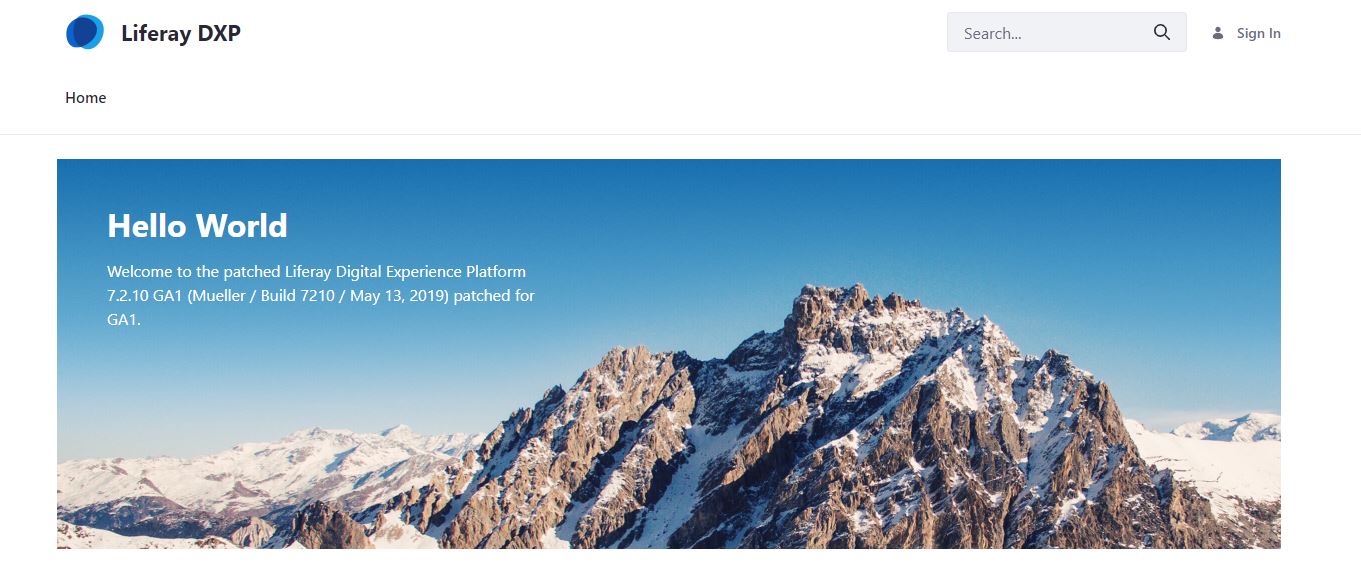 Liferay DXP
Search...
Sign In
Home
Hello World
Welcome to the patched Liferay Digital Experience Platform
7.2.10 GA1 (Mueller / Build 7210 / May 13, 2019) patched for
GA1.